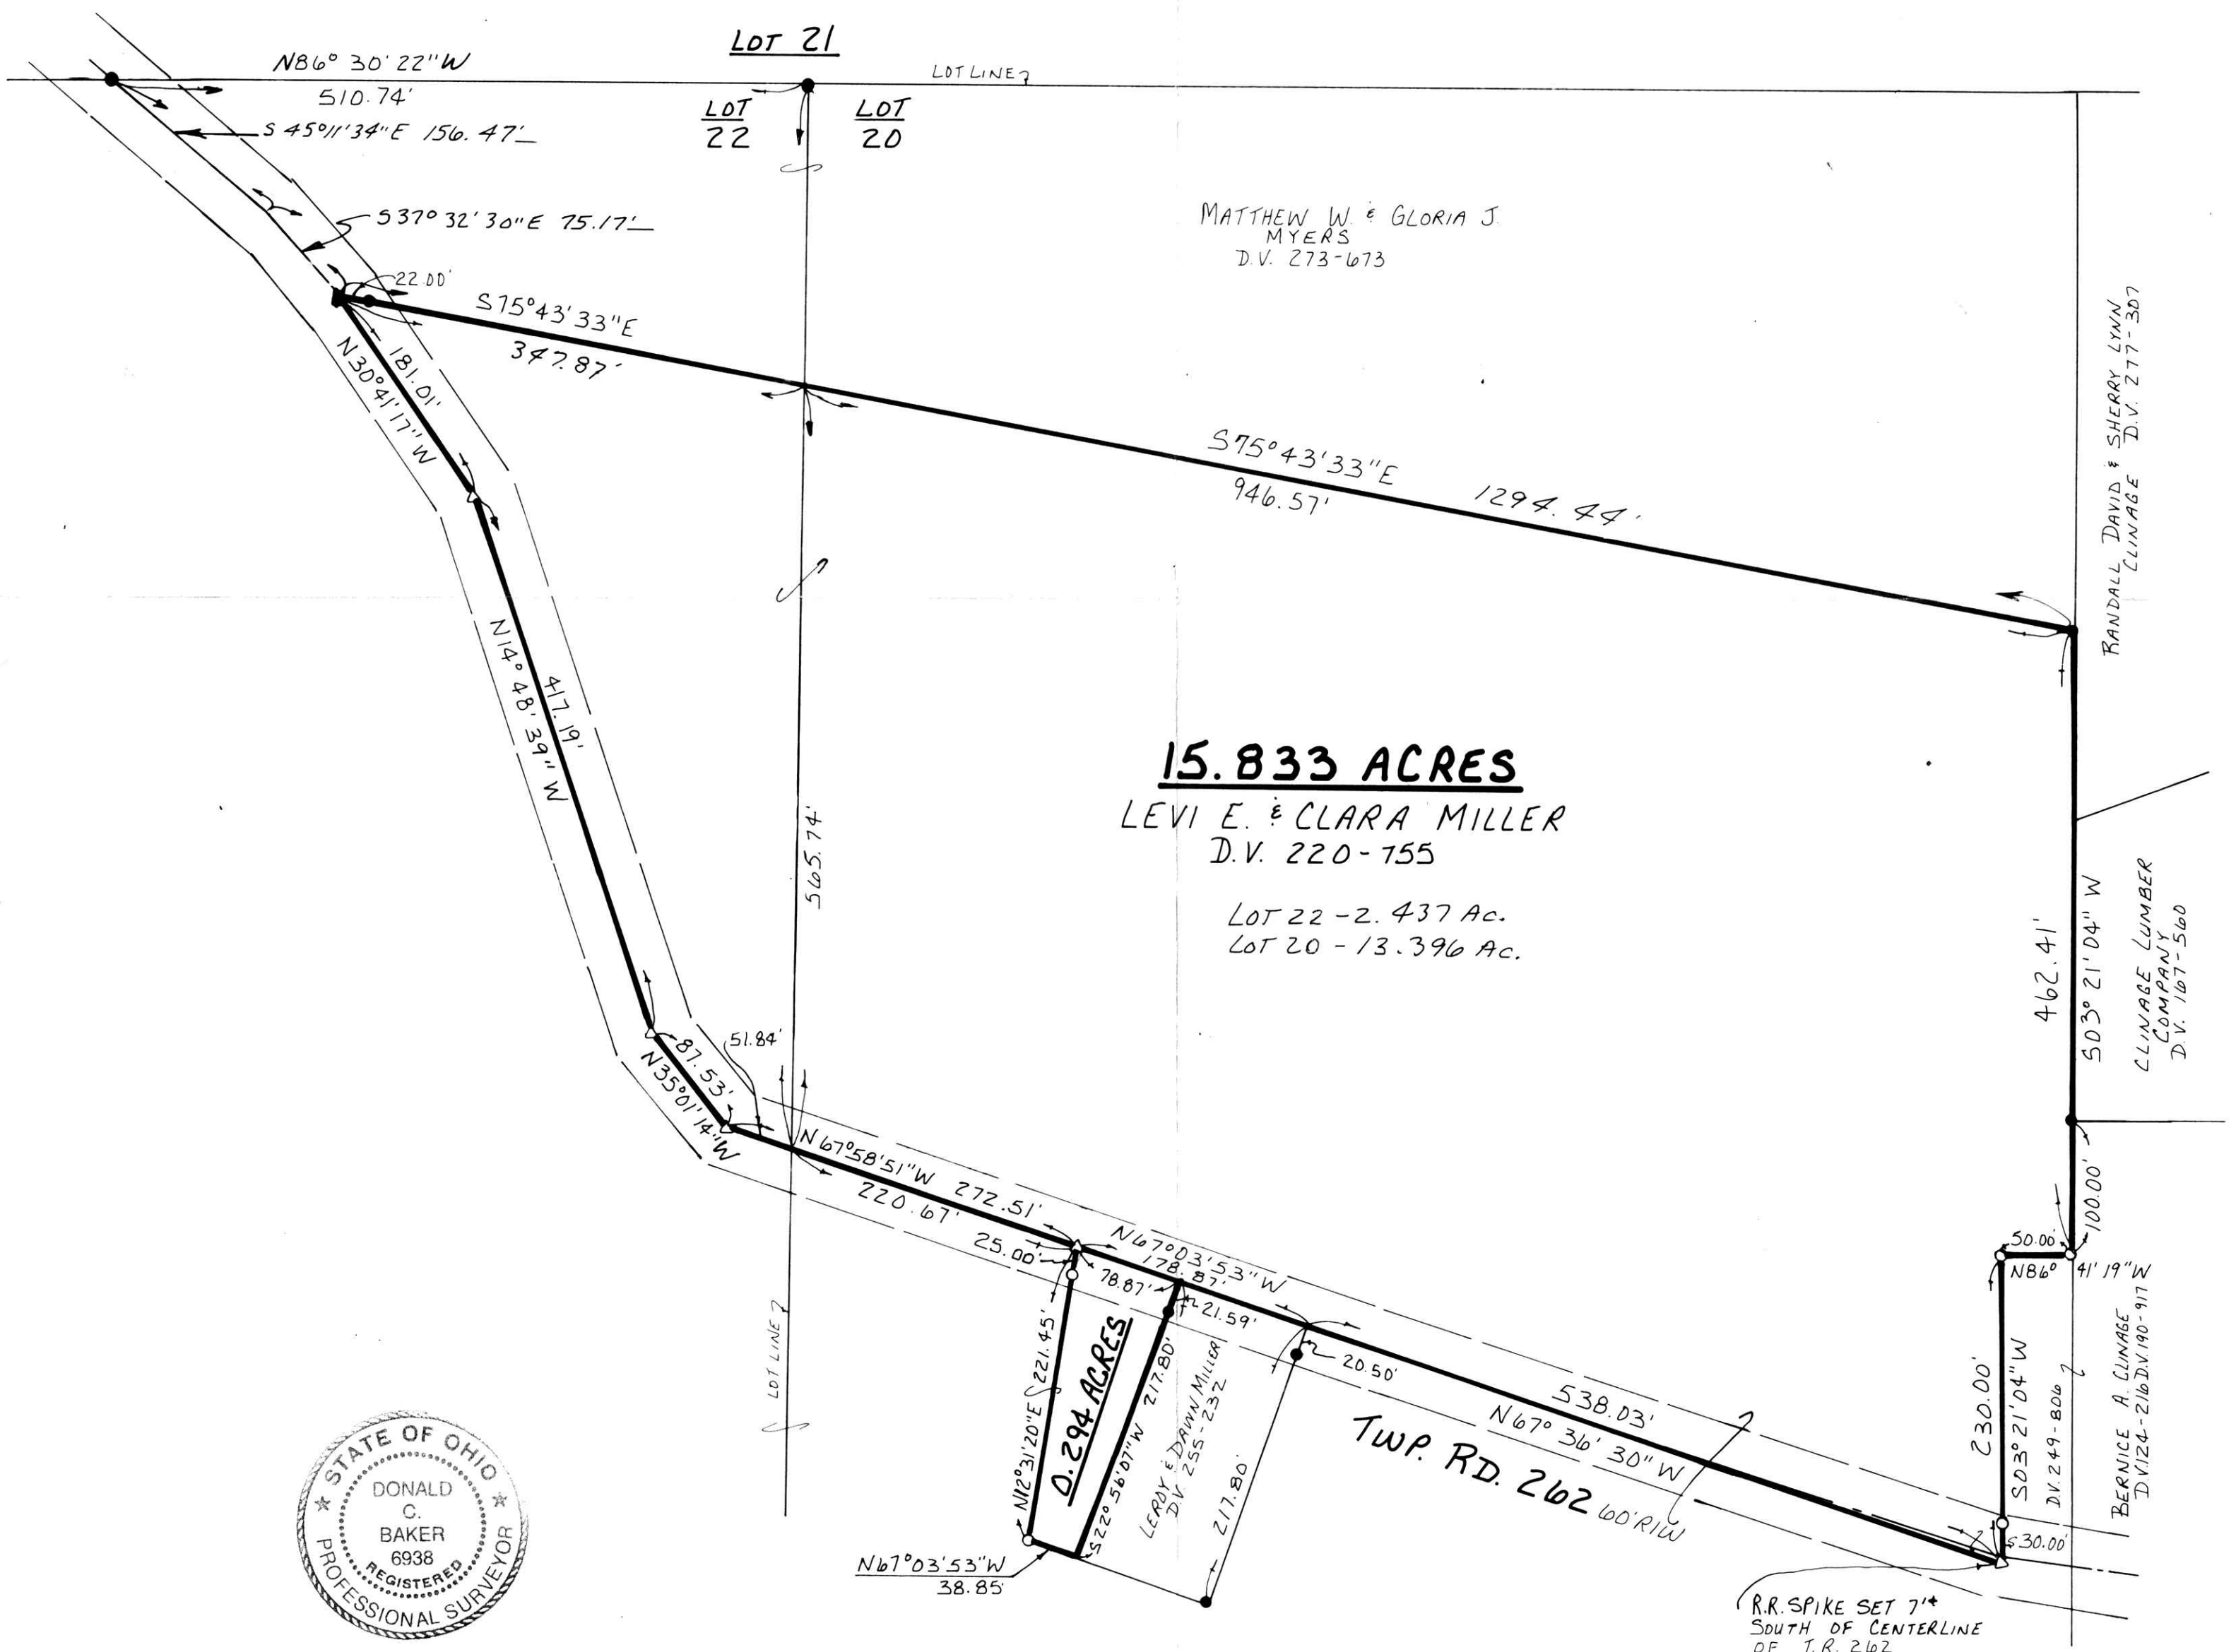 LOT 21
N86° 30' 22" W
510.74'
LOT LINE
LOT
22
LOT
20
S 45°11'34"E 156.47'
S37° 32' 30"E 75.17'
22.00'
S75°43'33"E
347.87'
MATTHEW W. & GLORIA J.
MYERS
D.V. 273-673
RANDALL DAVID & SHERRY LYNN
CLINAGE D.V. 277-307
181.01'
N30°41'17"W
S75°43'33"E
946.57'
1294.44'
N14°48'39"W
417.19'
565.74'
15.833 ACRES
LEVI E. & CLARA MILLER
D.V. 220-755
LOT 22 - 2.437 AC.
LOT 20 - 13.396 AC.
462.41'
S03° 21' 04" W
CLINAGE LUMBER
COMPANY
D.V. 167-560
87.53'
N35°01'14"W
51.84'
N67°58'51"W 272.51'
220.67'
25.00'
N67°03'53"W
178.87'
78.87'
21.59'
20.50'
100.00'
50.00'
N86° 41' 19"W
LOT LINE
N12°31'20"E 221.45'
0.294 ACRES
S22°56'07"W 217.80'
LEROY & DAWN MILLER
D.V. 255-232
217.80'
538.03'
N67° 36' 30" W
TWP. RD. 262 60' R/W
230.00'
S03°21'04"W
D.V. 249-806
BERNICE A. CLINAGE
D.V.124-216 D.V.190-917
30.00'
N67°03'53"W
38.85'
STATE OF OHIO
DONALD
C.
BAKER
6938
REGISTERED
PROFESSIONAL SURVEYOR
R.R. SPIKE SET 7'±
SOUTH OF CENTERLINE
OF T.R. 262